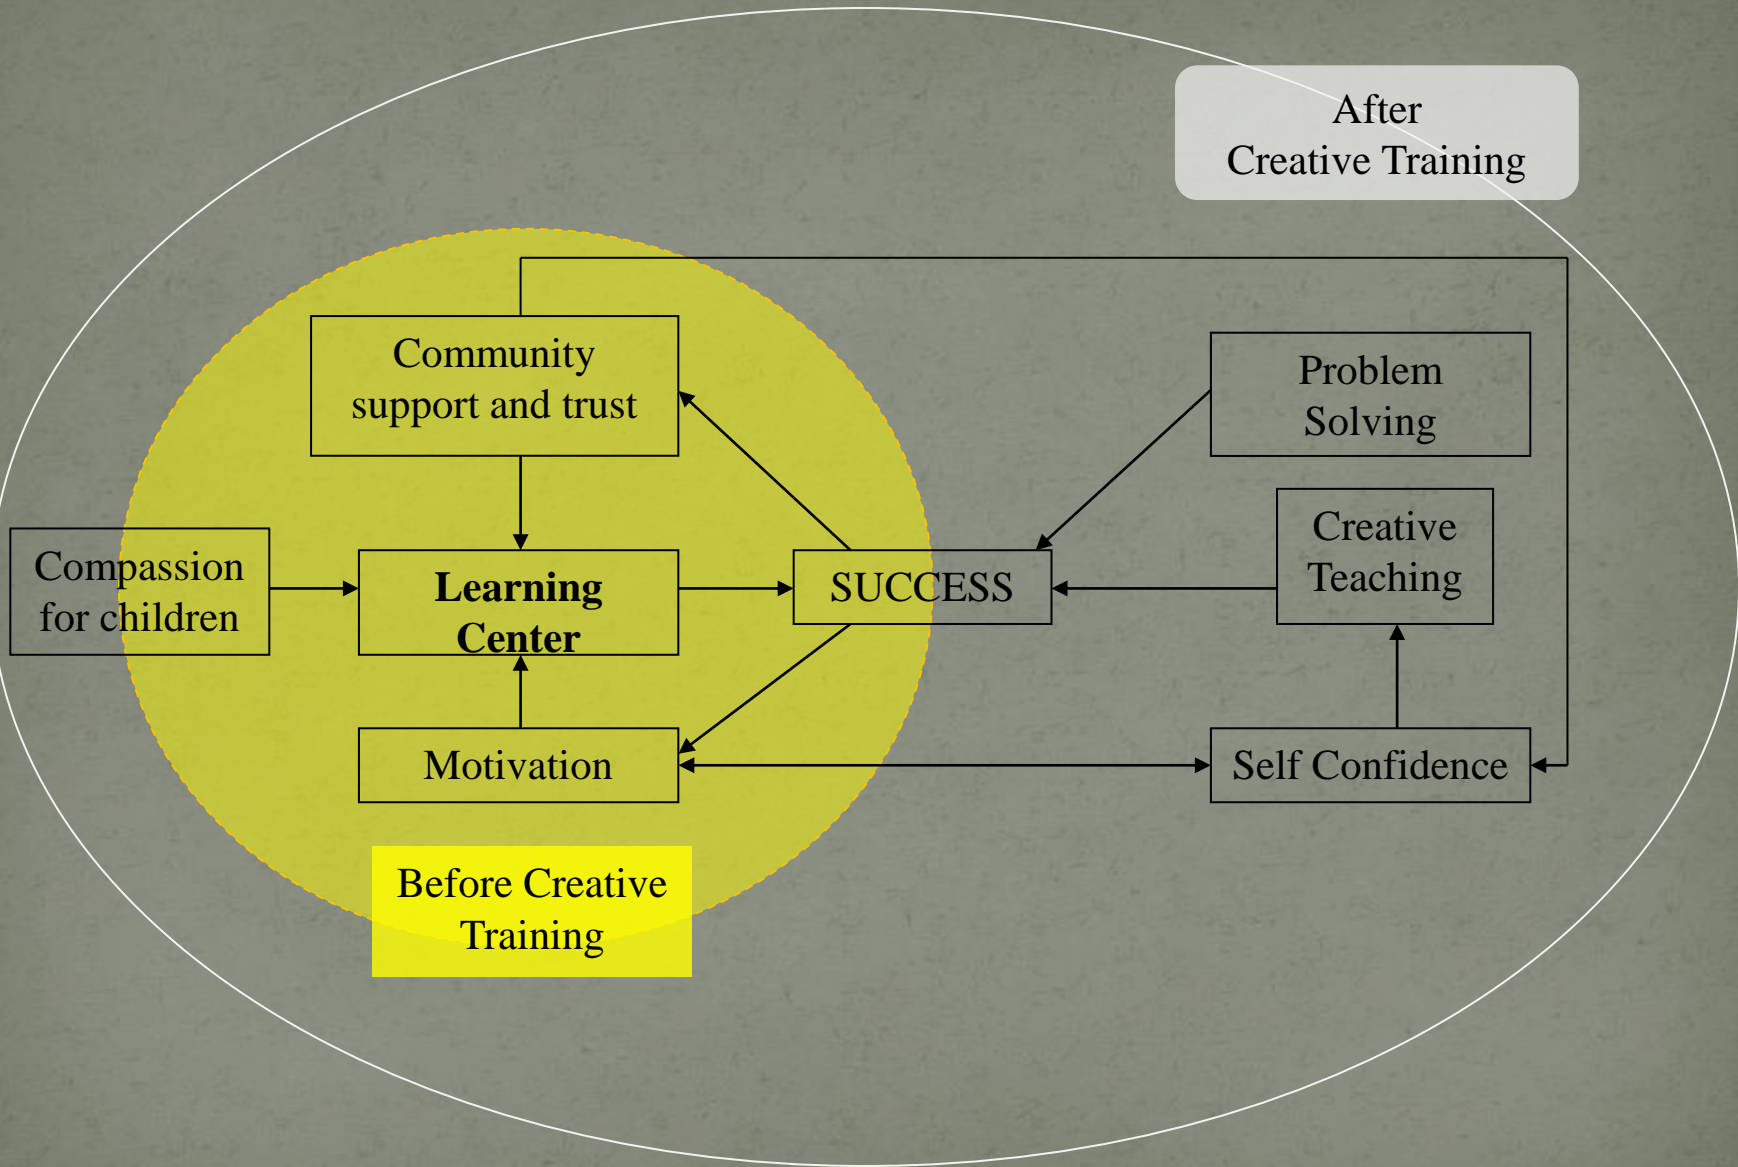 After
Creative Training
Community
support and trust
Problem
Solving
Compassion
for children
Learning
Center
SUCCESS
Creative
Teaching
Motivation
Self Confidence
Before Creative
Training